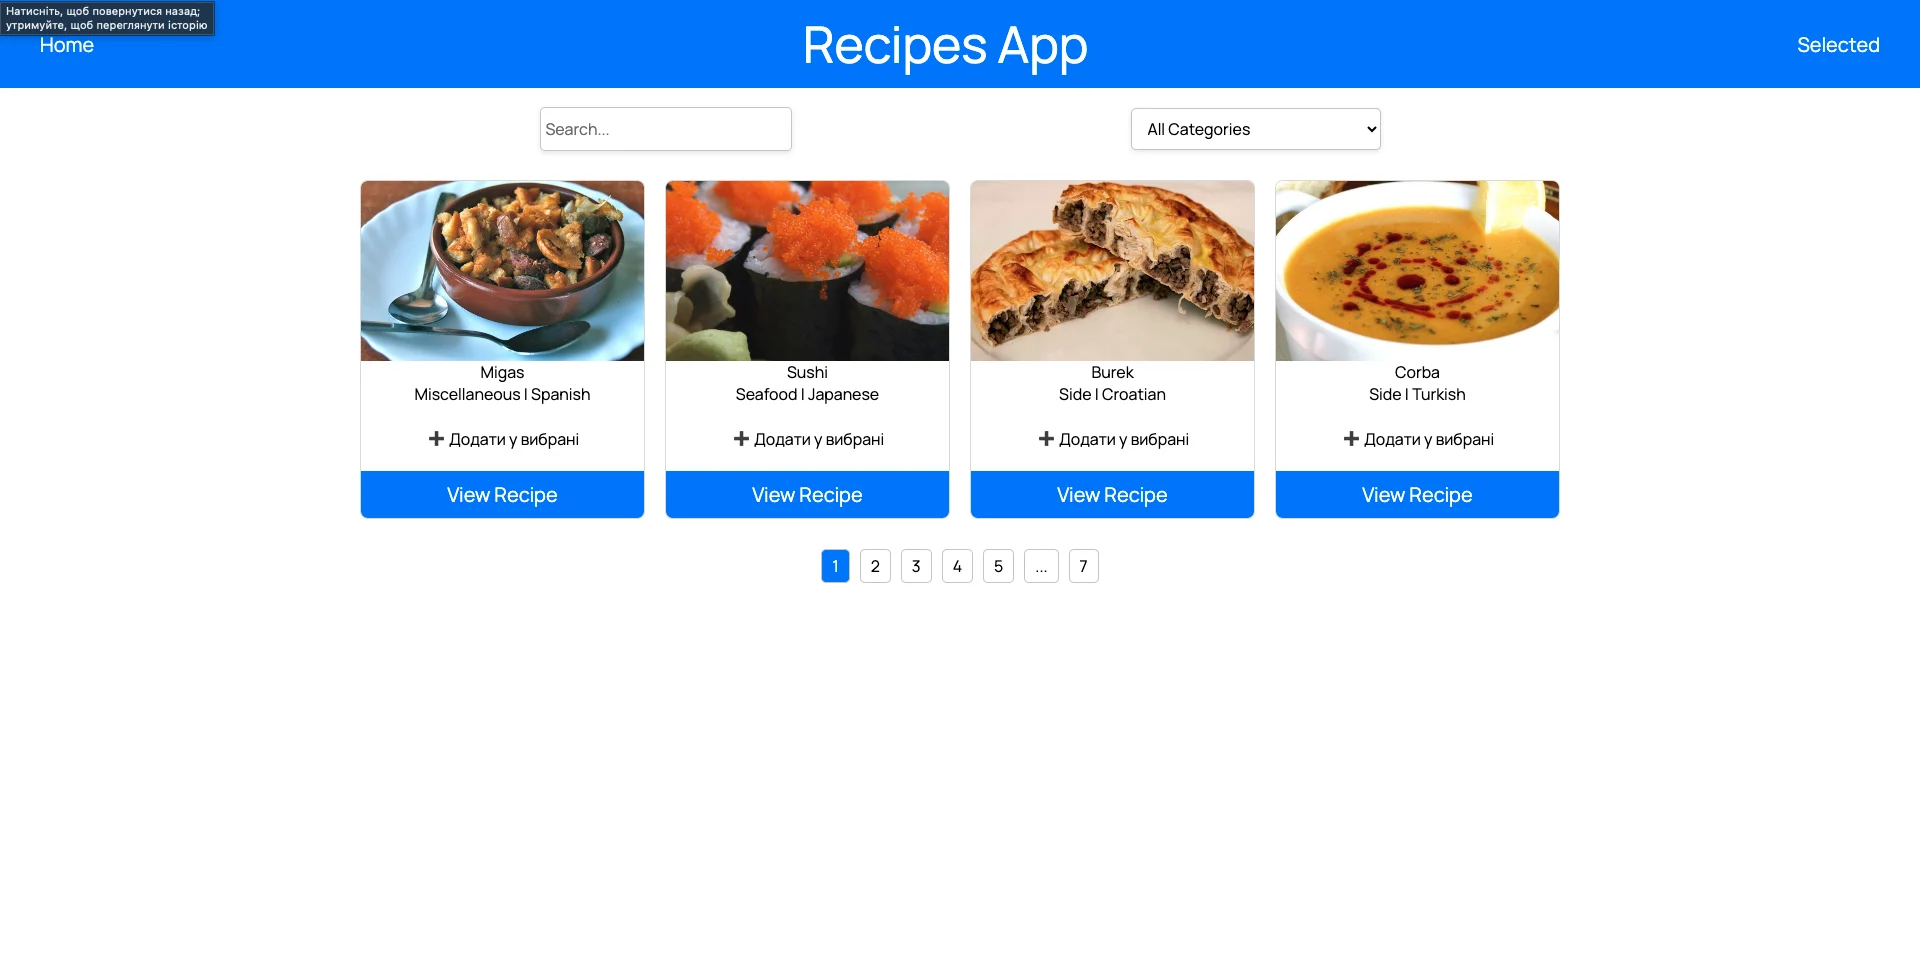 Натисніть, щоб повернутися назад;
утримуйте, щоб переглянути історію
Home
Recipes App
Selected
Search...
All Categories
Migas
Miscellaneous | Spanish
➕ Додати у вибрані
View Recipe
Sushi
Seafood | Japanese
➕ Додати у вибрані
View Recipe
Burek
Side | Croatian
➕ Додати у вибрані
View Recipe
Corba
Side | Turkish
➕ Додати у вибрані
View Recipe
1 2 3 4 5 ... 7